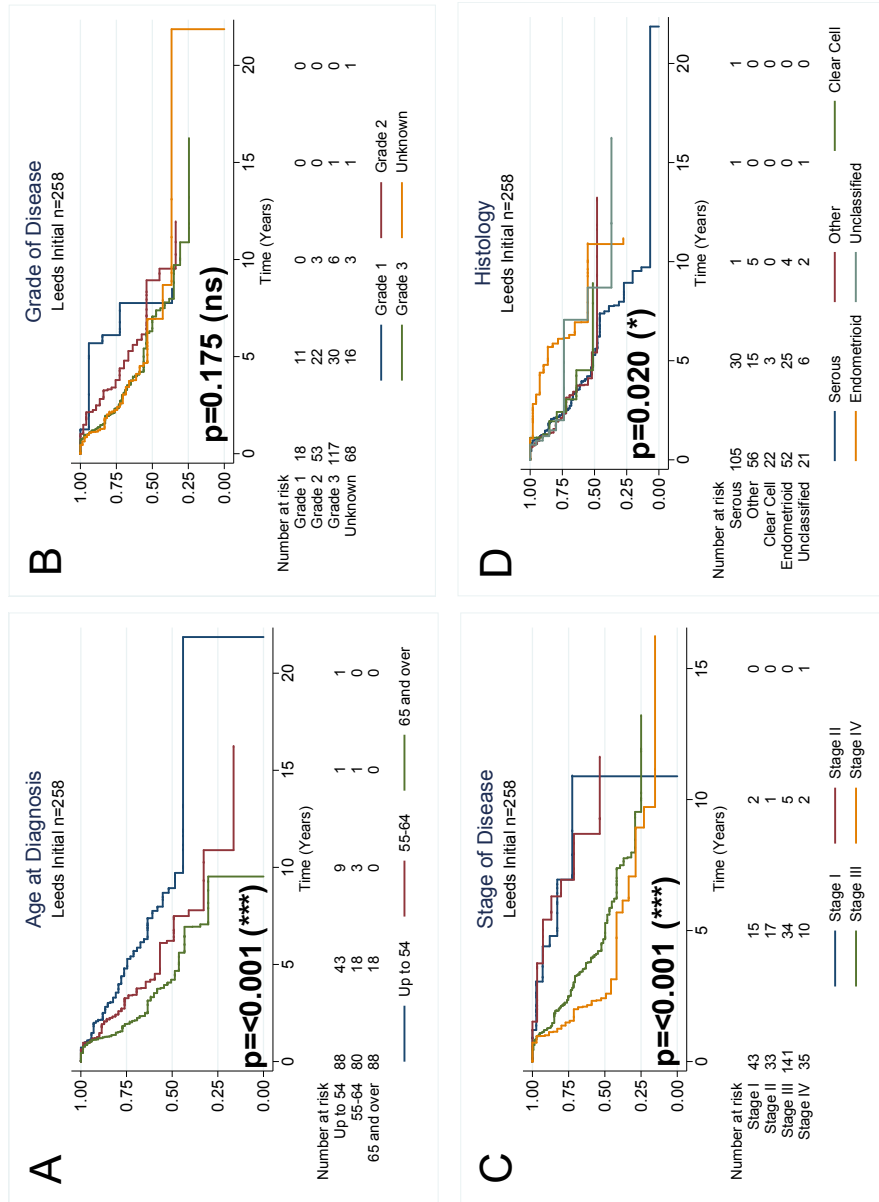 A
Age at Diagnosis
Leeds Initial n=258
1.00
0.75
0.50
0.25
0.00
p=<0.001 (***)
0 5 10 15 20
Time (Years)
Number at risk
Up to 54 88 43 9 1 1
55-64 80 18 3 1 0
65 and over 88 18 0 0 0
Up to 54 55-64 65 and over
B
Grade of Disease
Leeds Initial n=258
1.00
0.75
0.50
0.25
0.00
p=0.175 (ns)
0 5 10 15 20
Time (Years)
Number at risk
Grade 1 18 11 0 0 0
Grade 2 53 22 3 0 0
Grade 3 117 30 6 1 0
Unknown 68 16 3 1 1
Grade 1 Grade 2
Grade 3 Unknown
C
Stage of Disease
Leeds Initial n=258
1.00
0.75
0.50
0.25
0.00
p=<0.001 (***)
0 5 10 15
Time (Years)
Number at risk
Stage I 43 15 2 0
Stage II 33 17 1 0
Stage III 141 34 5 0
Stage IV 35 10 2 1
Stage I Stage II
Stage III Stage IV
D
Histology
Leeds Initial n=258
1.00
0.75
0.50
0.25
0.00
p=0.020 (*)
0 5 10 15 20
Time (Years)
Number at risk
Serous 105 30 1 1 1
Other 56 15 5 0 0
Clear Cell 22 3 0 0 0
Endometrioid 52 25 4 0 0
Unclassified 21 6 2 1 0
Serous Other Clear Cell
Endometrioid Unclassified